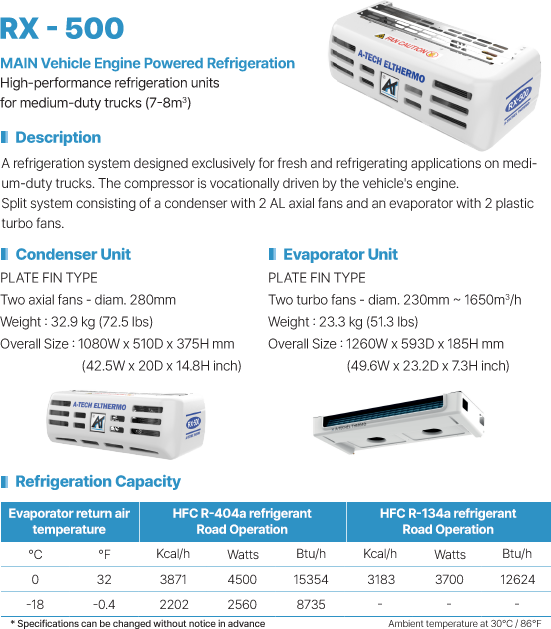 RX - 500
MAIN Vehicle Engine Powered Refrigeration
High-performance refrigeration units
for medium-duty trucks (7-8m³)
FAN CAUTION
A-TECH ELTHERMO
RX-500
Description
A refrigeration system designed exclusively for fresh and refrigerating applications on medi-
um-duty trucks. The compressor is vocationally driven by the vehicle's engine.
Split system consisting of a condenser with 2 AL axial fans and an evaporator with 2 plastic
turbo fans.
Condenser Unit
PLATE FIN TYPE
Two axial fans - diam. 280mm
Weight : 32.9 kg (72.5 lbs)
Overall Size : 1080W x 510D x 375H mm
(42.5W x 20D x 14.8H inch)
Evaporator Unit
PLATE FIN TYPE
Two turbo fans - diam. 230mm ~ 1650m³/h
Weight : 23.3 kg (51.3 lbs)
Overall Size : 1260W x 593D x 185H mm
(49.6W x 23.2D x 7.3H inch)
A-TECH ELTHERMO
RX-500
Refrigeration Capacity
Evaporator return air temperature HFC R-404a refrigerant Road Operation HFC R-134a refrigerant Road Operation
°C °F Kcal/h Watts Btu/h Kcal/h Watts Btu/h
0 32 3871 4500 15354 3183 3700 12624
-18 -0.4 2202 2560 8735 - - -
* Specifications can be changed without notice in advance Ambient temperature at 30°C / 86°F